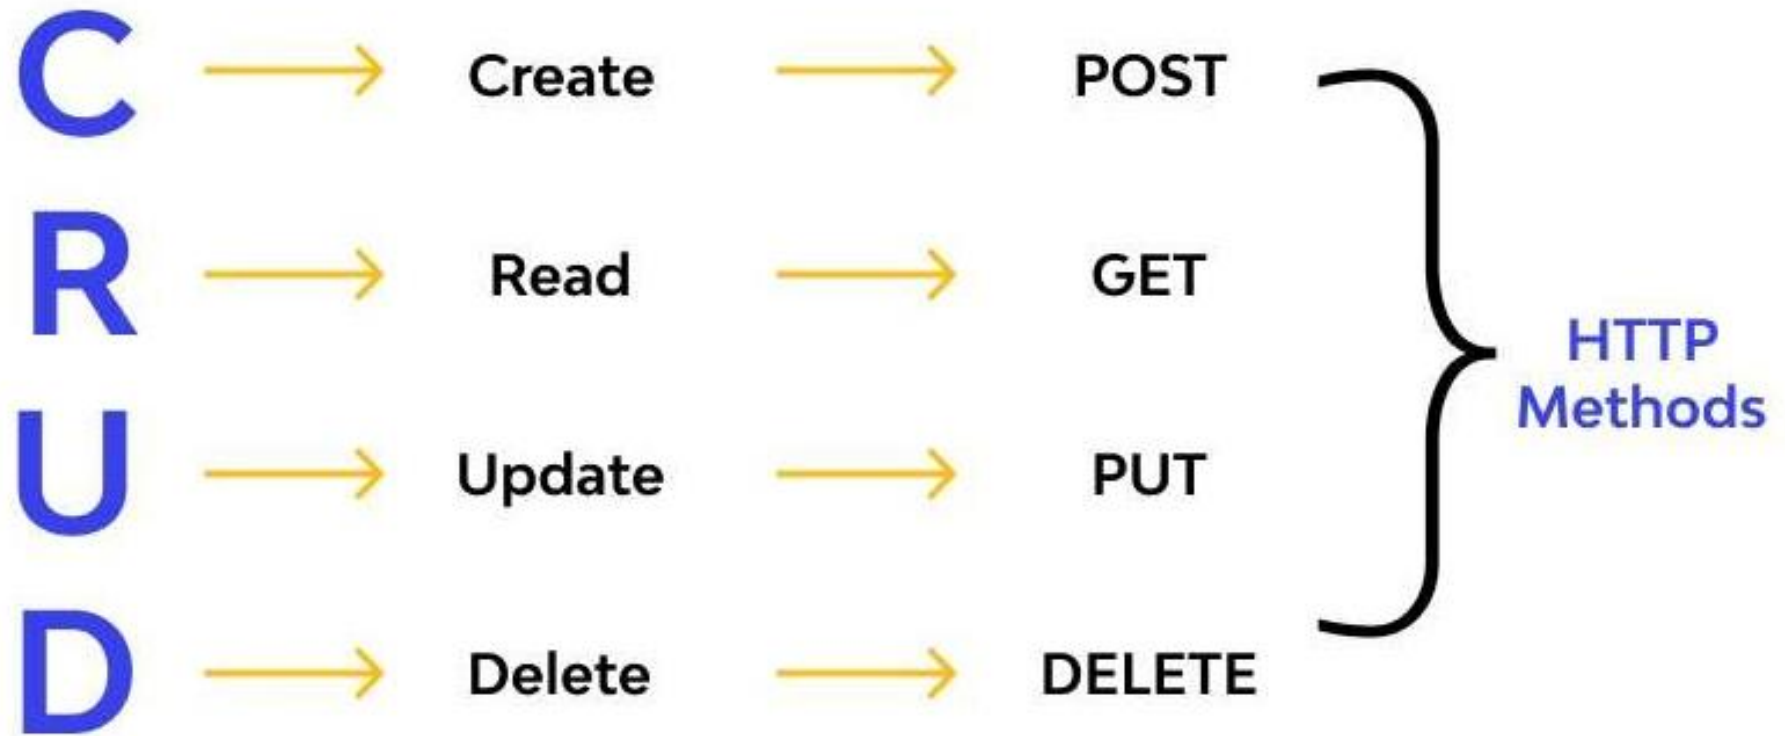 C Create POST
R Read GET
U Update PUT
D Delete DELETE
HTTP
Methods